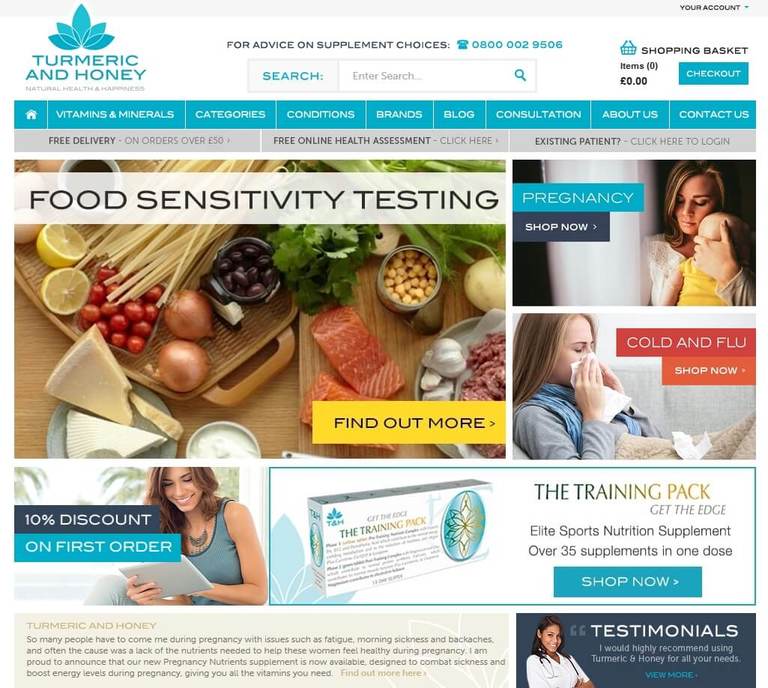 YOUR ACCOUNT
TURMERIC
AND HONEY
NATURAL HEALTH & HAPPINESS
FOR ADVICE ON SUPPLEMENT CHOICES: 0800 002 9506
SEARCH: Enter Search...
SHOPPING BASKET
Items (0)
£0.00
CHECKOUT
VITAMINS & MINERALS CATEGORIES CONDITIONS BRANDS BLOG CONSULTATION ABOUT US CONTACT US
FREE DELIVERY - ON ORDERS OVER £50 › FREE ONLINE HEALTH ASSESSMENT - CLICK HERE › EXISTING PATIENT? - CLICK HERE TO LOGIN
FOOD SENSITIVITY TESTING
FIND OUT MORE >
PREGNANCY
SHOP NOW >
COLD AND FLU
SHOP NOW >
10% DISCOUNT
ON FIRST ORDER
T&H
GET THE EDGE
THE TRAINING PACK
THE TRAINING PACK
GET THE EDGE
Elite Sports Nutrition Supplement
Over 35 supplements in one dose
SHOP NOW >
TURMERIC AND HONEY
So many people have to come me during pregnancy with issues such as fatigue, morning sickness and backaches,
and often the cause was a lack of the nutrients needed to help these women feel healthy during pregnancy. I am
proud to announce that our new Pregnancy Nutrients supplement is now available, designed to combat sickness and
boost energy levels during pregnancy, giving you all the vitamins you need. Find out more here ›
“ TESTIMONIALS
I would highly recommend using
Turmeric & Honey for all your needs.
VIEW MORE ›